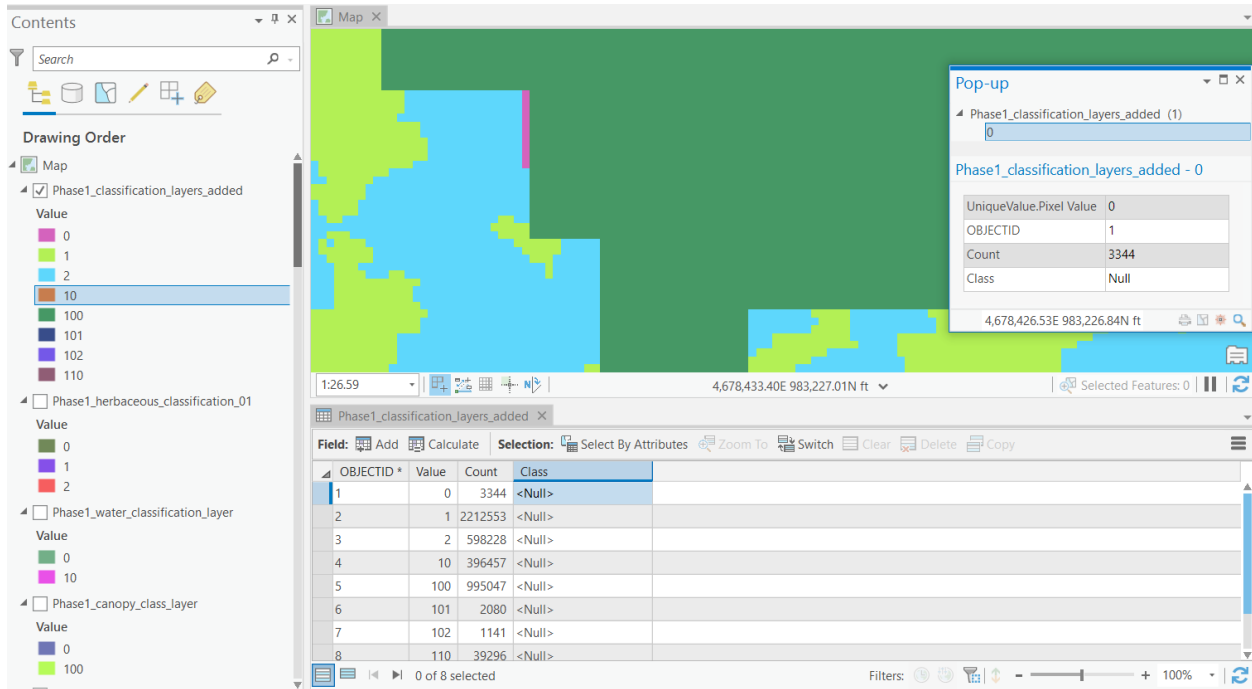 Contents
Search
Drawing Order
Map
Phase1_classification_layers_added
Value
0
1
2
10
100
101
102
110
Phase1_herbaceous_classification_01
Value
0
1
2
Phase1_water_classification_layer
Value
0
10
Phase1_canopy_class_layer
Value
0
100
Map
Pop-up
Phase1_classification_layers_added (1)
0
Phase1_classification_layers_added - 0
UniqueValue.Pixel Value 0
OBJECTID 1
Count 3344
Class Null
4,678,426.53E 983,226.84N ft
1:26.59 4,678,433.40E 983,227.01N ft Selected Features: 0
Phase1_classification_layers_added
Field: Add Calculate Selection: Select By Attributes Zoom To Switch Clear Delete Copy
OBJECTID * Value Count Class
1 0 3344 <Null>
2 1 2212553 <Null>
3 2 598228 <Null>
4 10 396457 <Null>
5 100 995047 <Null>
6 101 2080 <Null>
7 102 1141 <Null>
8 110 39296 <Null>
0 of 8 selected Filters: - + 100%